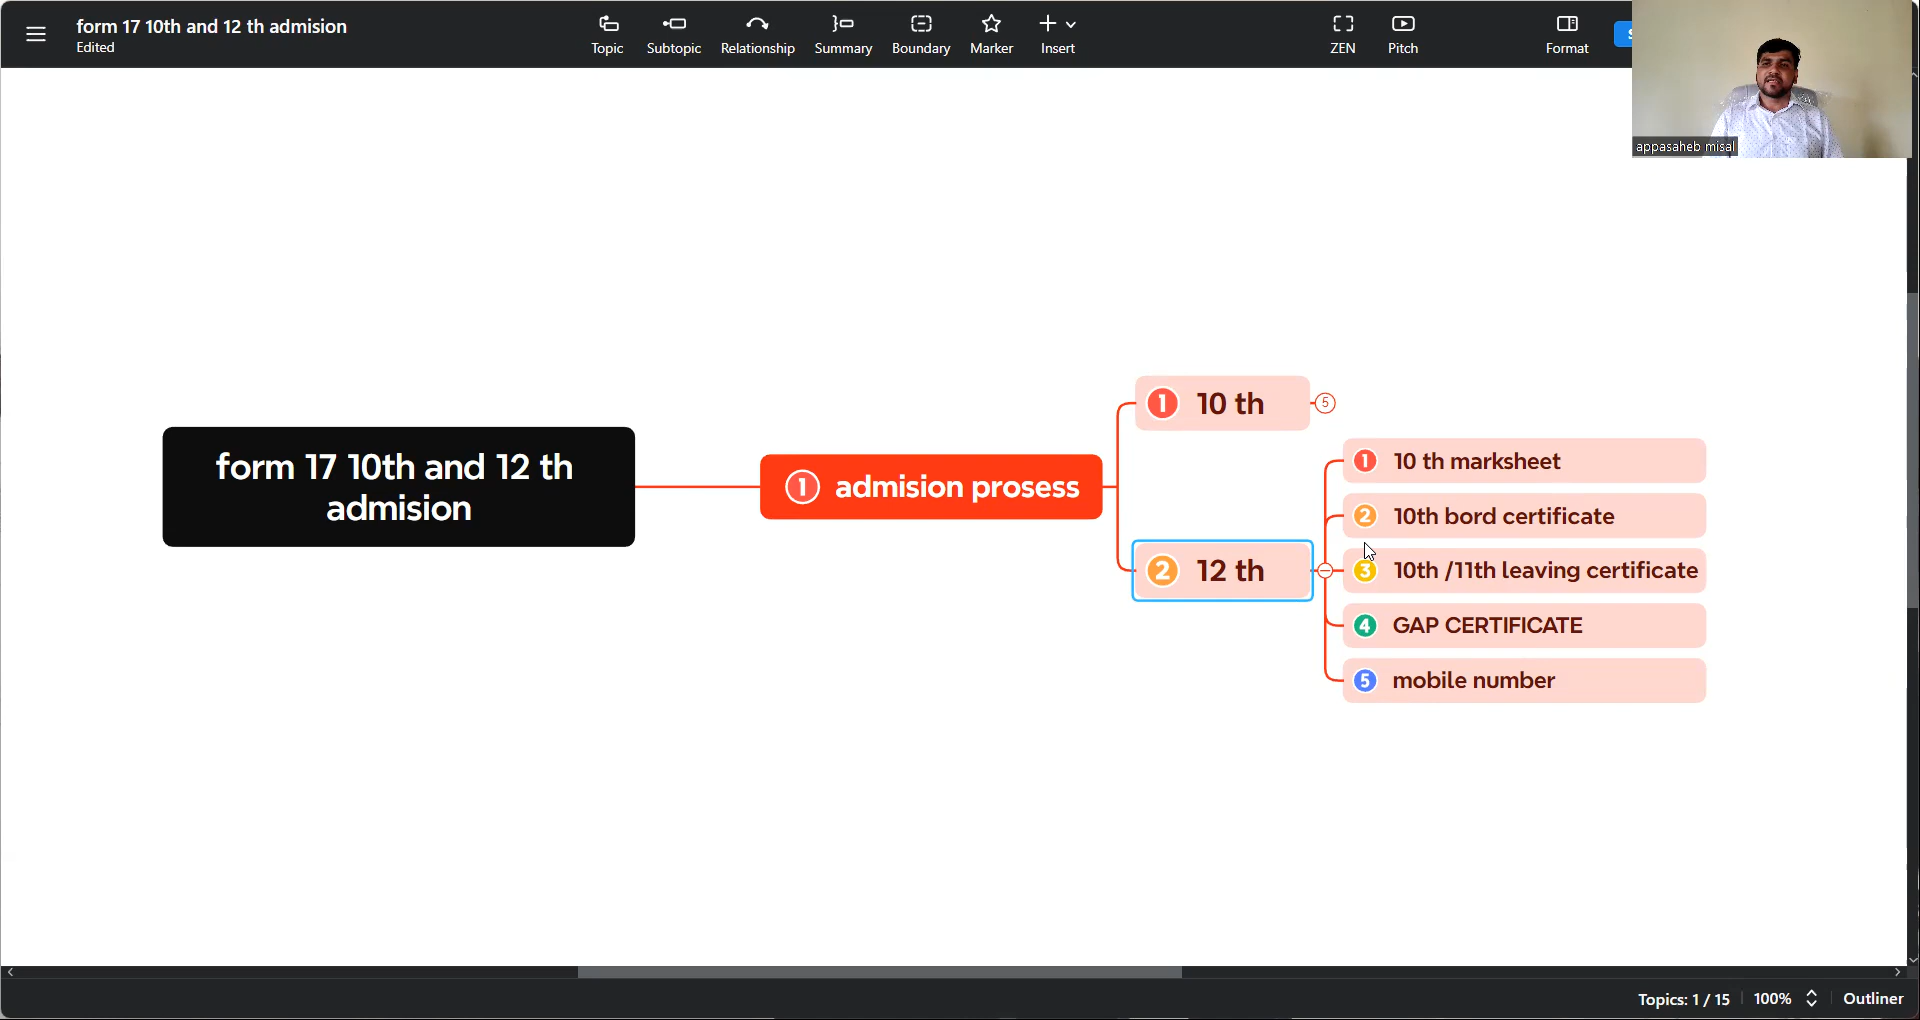 form 17 10th and 12 th admision
Edited
Topic
Subtopic
Relationship
Summary
Boundary
Marker
Insert
ZEN
Pitch
Format
appasaheb misal
form 17 10th and 12 th
admision
1 admision prosess
1 10 th
5
2 12 th
1 10 th marksheet
2 10th bord certificate
3 10th /11th leaving certificate
4 GAP CERTIFICATE
5 mobile number
Topics: 1 / 15
100%
Outliner